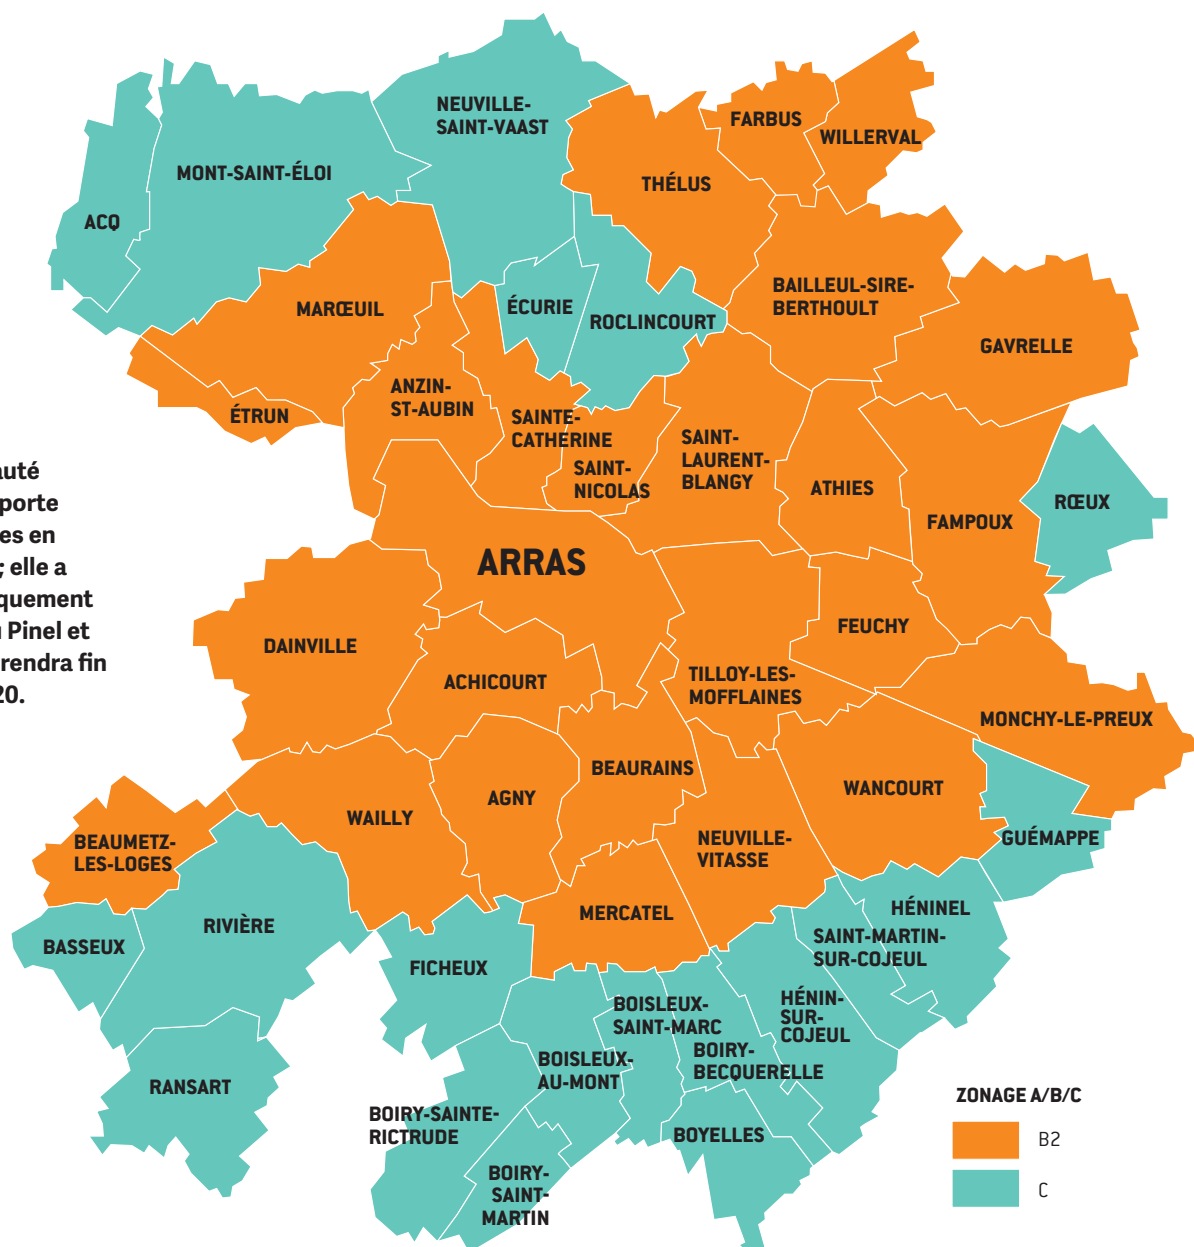 NEUVILLE-
SAINT-VAAST
FARBUS
WILLERVAL
MONT-SAINT-ÉLOI
THÉLUS
ACQ
BAILLEUL-SIRE-
BERTHOULT
MARŒUIL
ÉCURIE
ROCLINCOURT
GAVRELLE
ANZIN-
ST-AUBIN
ÉTRUN
SAINTE-
CATHERINE
SAINT-
LAURENT-
BLANGY
SAINT-
NICOLAS
ATHIES
RŒUX
FAMPOUX
auté
porte
es en
; elle a
quement
u Pinel et
rendra fin
20.
ARRAS
FEUCHY
DAINVILLE
ACHICOURT
TILLOY-LES-
MOFFLAINES
MONCHY-LE-PREUX
BEAURAINS
WANCOURT
AGNY
WAILLY
BEAUMETZ-
LES-LOGES
NEUVILLE-
VITASSE
GUÉMAPPE
MERCATEL
HÉNINEL
RIVIÈRE
BASSEUX
SAINT-MARTIN-
SUR-COJEUL
FICHEUX
BOISLEUX-
SAINT-MARC
HÉNIN-
SUR-
COJEUL
BOISLEUX-
AU-MONT
BOIRY-
BECQUERELLE
RANSART
BOIRY-SAINTE-
RICTRUDE
BOYELLES
BOIRY-
SAINT-
MARTIN
ZONAGE A/B/C
B2
C